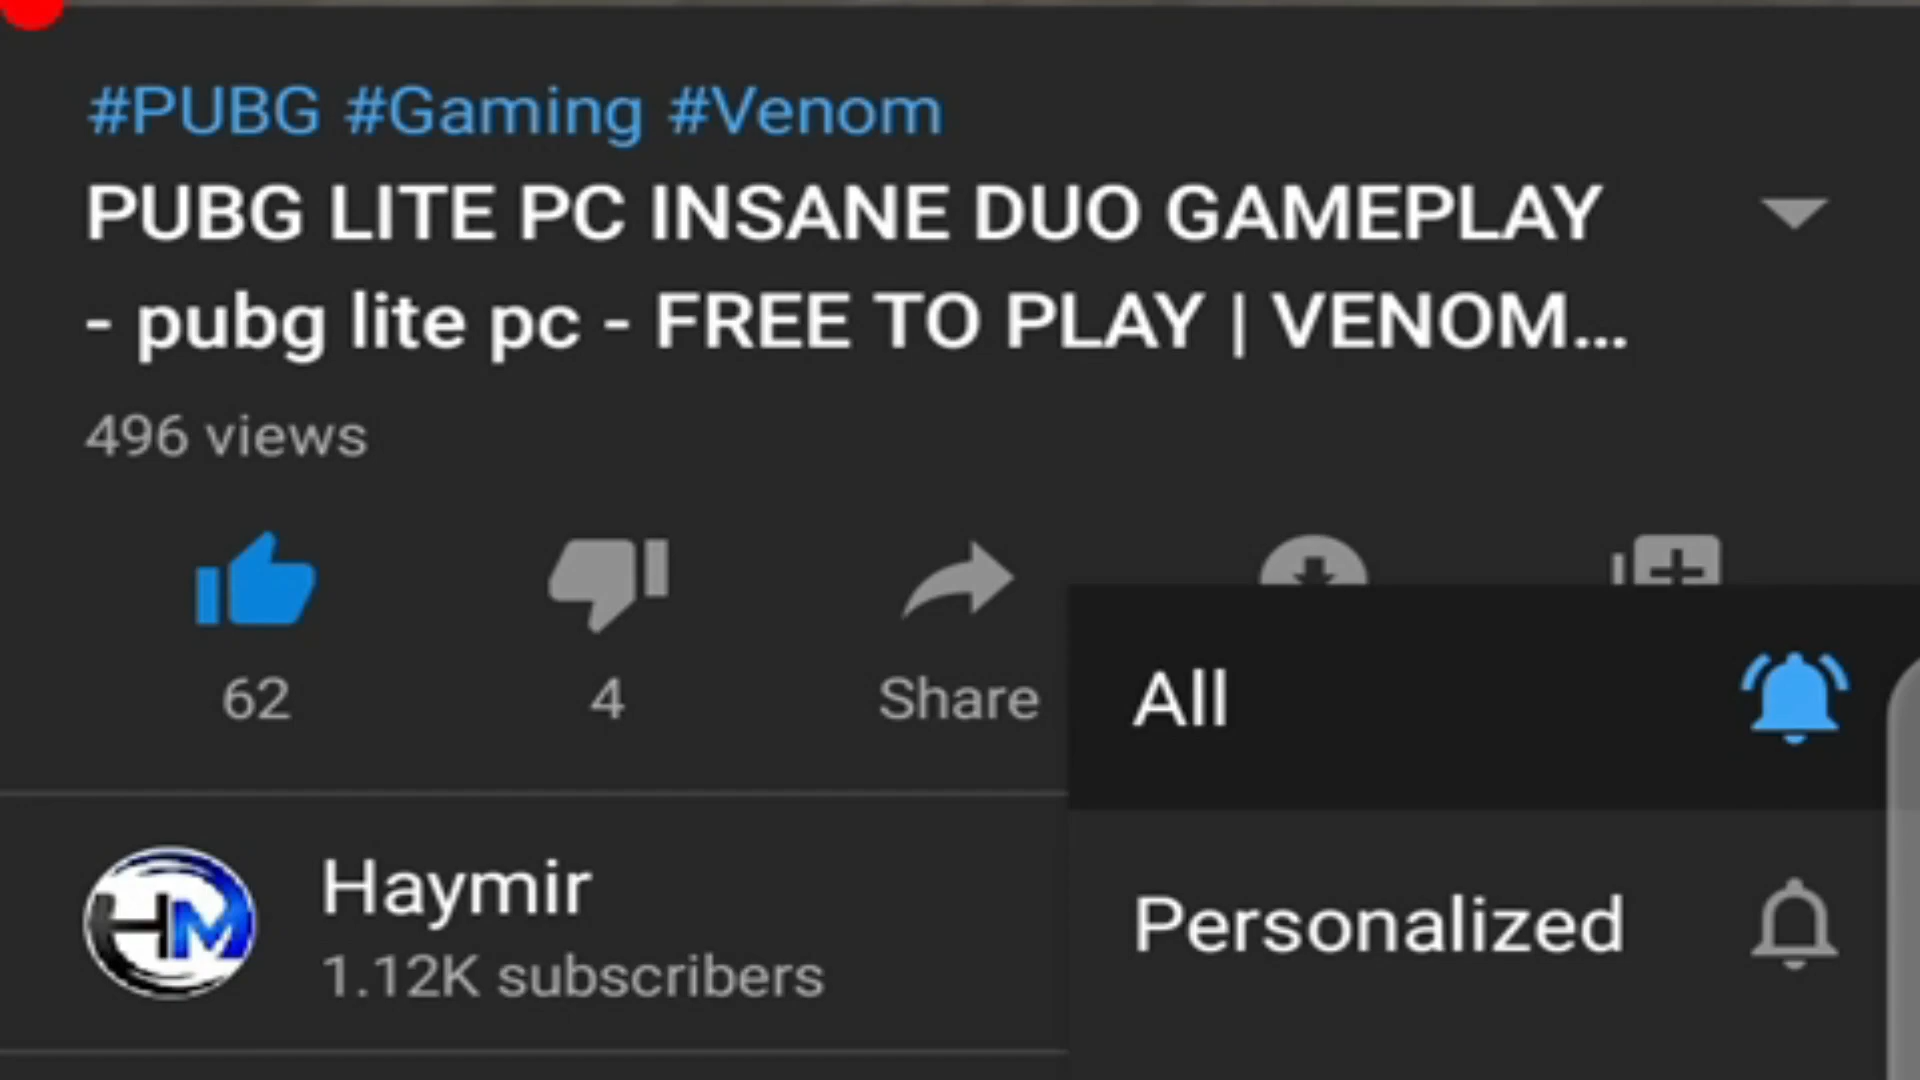 #PUBG #Gaming #Venom
PUBG LITE PC INSANE DUO GAMEPLAY
- pubg lite pc - FREE TO PLAY | VENOM...
496 views
62
4
Share
All
HM
Haymir
1.12K subscribers
Personalized